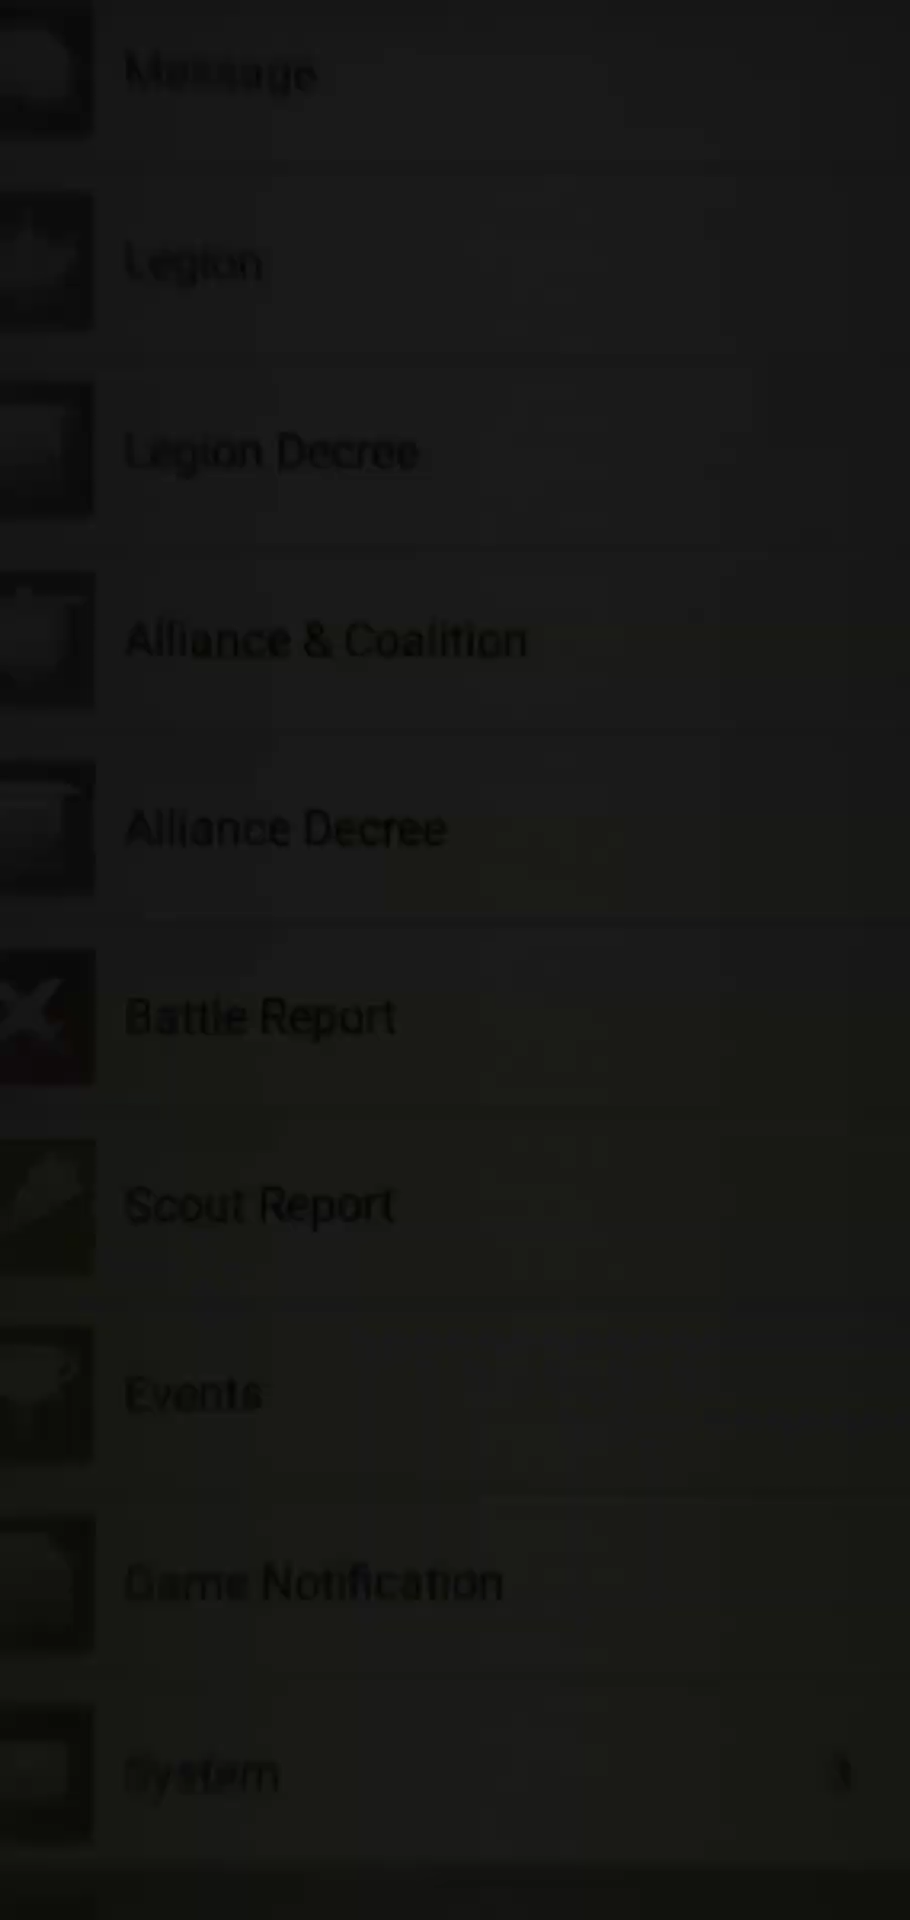 Message
Legion
Legion Decree
Alliance & Coalition
Alliance Decree
Battle Report
Scout Report
Events
Game Notification
System